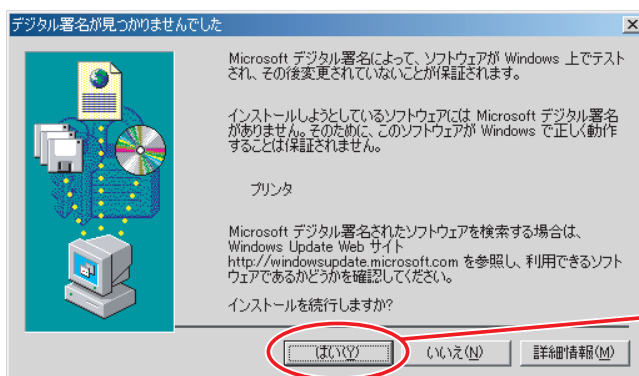 デジタル署名が見つかりませんでした
Microsoft デジタル署名によって、ソフトウェアが Windows 上でテスト
され、その後変更されていないことが保証されます。
インストールしようとしているソフトウェアには Microsoft デジタル署名
がありません。そのために、このソフトウェアが Windows で正しく動作
することは保証されません。
プリンタ
Microsoft デジタル署名されたソフトウェアを検索する場合は、
Windows Update Web サイト
http://windowsupdate.microsoft.com を参照し、利用できるソフト
ウェアであるかどうかを確認してください。
インストールを続行しますか?
はい(Y) いいえ(N) 詳細情報(M)